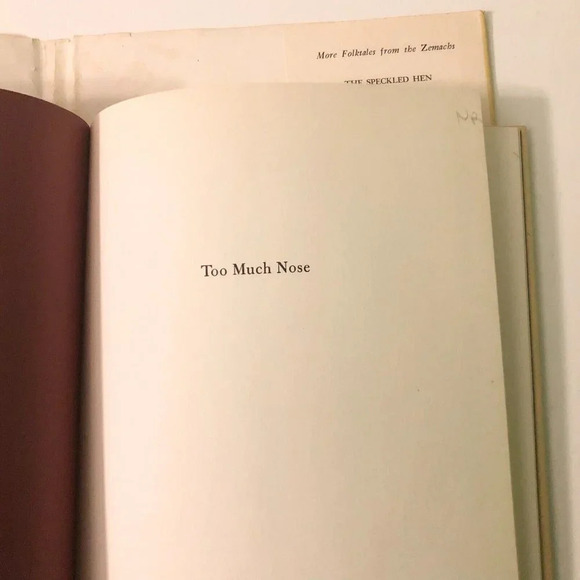 More Folktales from the Zemachs
THE SPECKLED HEN
Too Much Nose